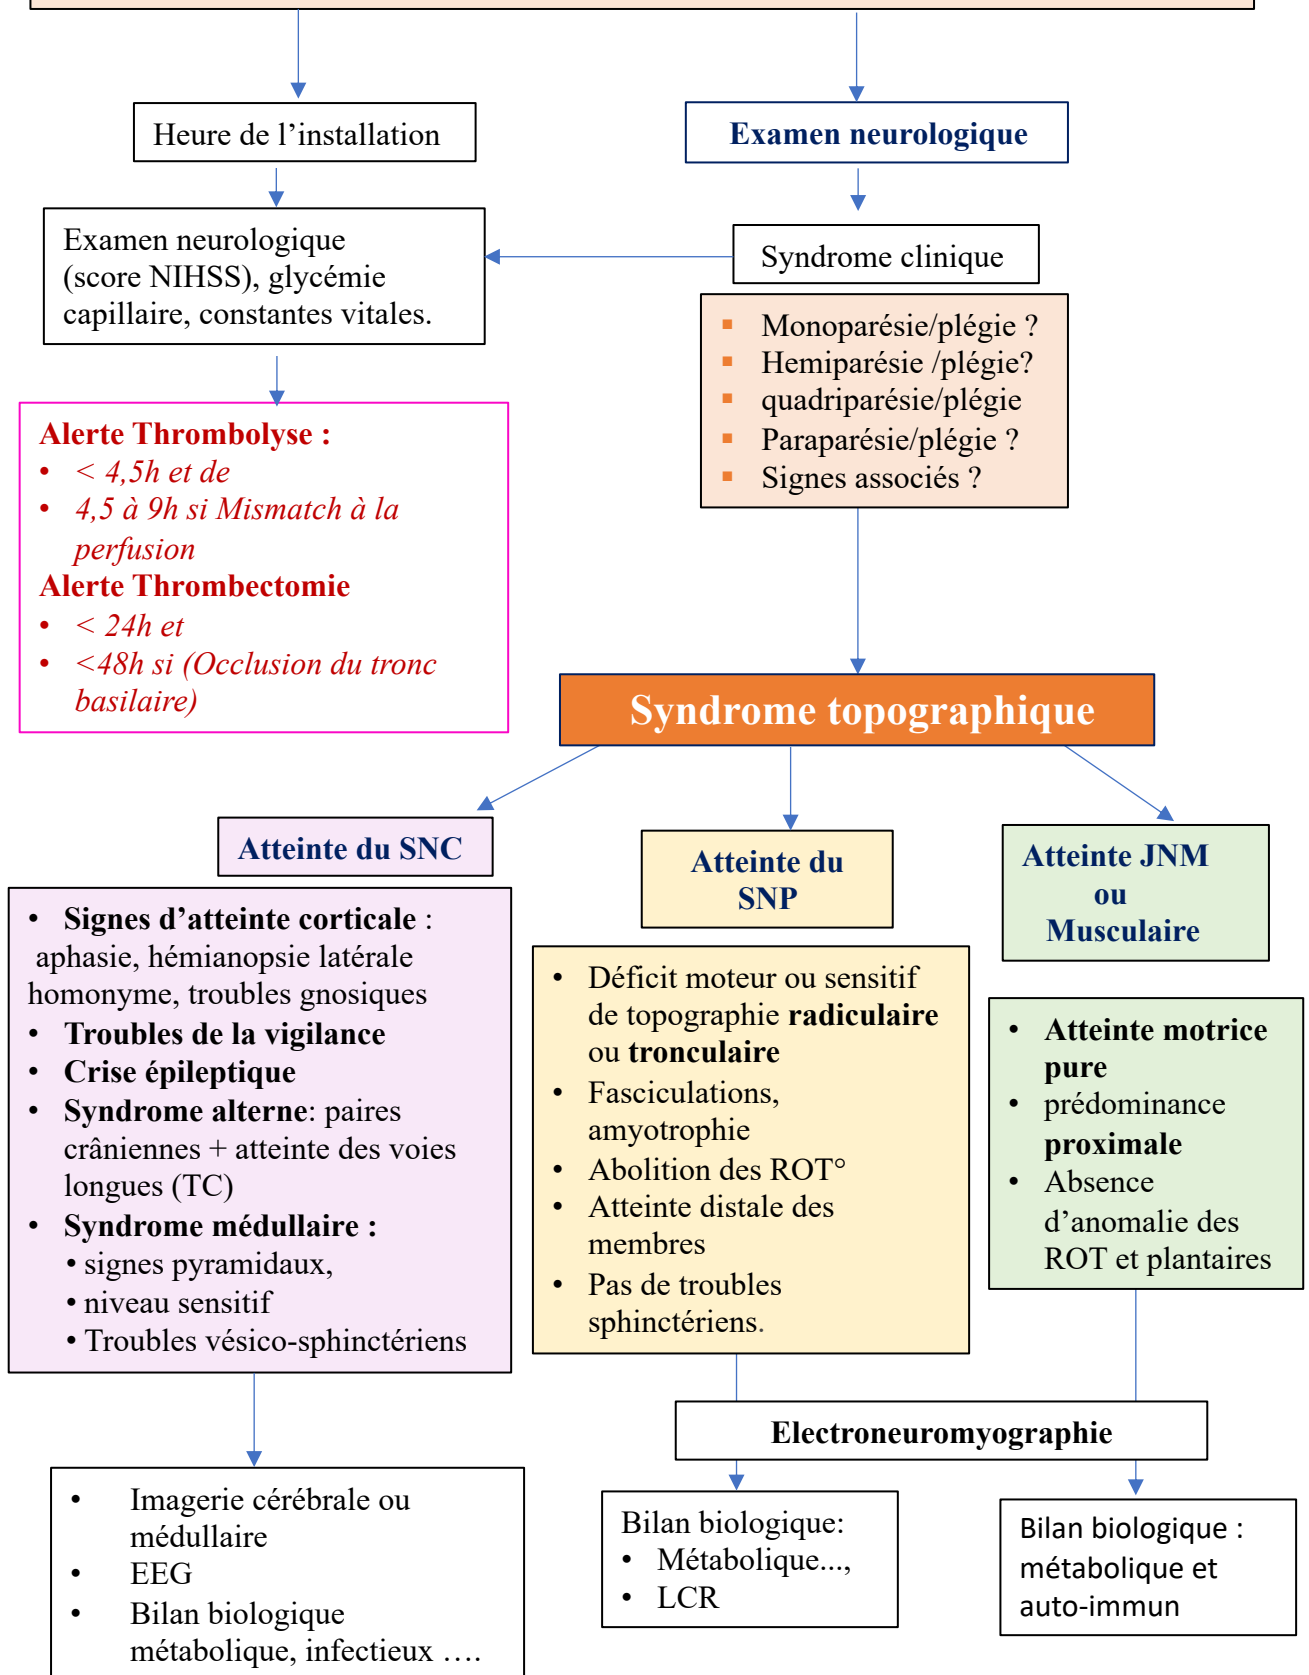 Heure de l’installation
Examen neurologique
Examen neurologique
(score NIHSS), glycémie
capillaire, constantes vitales.
Syndrome clinique
▪ Monoparésie/plégie ?
▪ Hemiparésie /plégie?
▪ quadriparésie/plégie
▪ Paraparésie/plégie ?
▪ Signes associés ?
Alerte Thrombolyse :
• < 4,5h et de
• 4,5 à 9h si Mismatch à la
perfusion
Alerte Thrombectomie
• < 24h et
• <48h si (Occlusion du tronc
basilaire)
Syndrome topographique
Atteinte du SNC
• Signes d’atteinte corticale :
aphasie, hémianopsie latérale
homonyme, troubles gnosiques
• Troubles de la vigilance
• Crise épileptique
• Syndrome alterne: paires
crâniennes + atteinte des voies
longues (TC)
• Syndrome médullaire :
• signes pyramidaux,
• niveau sensitif
• Troubles vésico-sphinctériens
Atteinte du
SNP
• Déficit moteur ou sensitif
de topographie radiculaire
ou tronculaire
• Fasciculations,
amyotrophie
• Abolition des ROT°
• Atteinte distale des
membres
• Pas de troubles
sphinctériens.
Atteinte JNM
ou
Musculaire
• Atteinte motrice
pure
• prédominance
proximale
• Absence
d’anomalie des
ROT et plantaires
Electroneuromyographie
• Imagerie cérébrale ou
médullaire
• EEG
• Bilan biologique
métabolique, infectieux ….
Bilan biologique:
• Métabolique...,
• LCR
Bilan biologique :
métabolique et
auto-immun